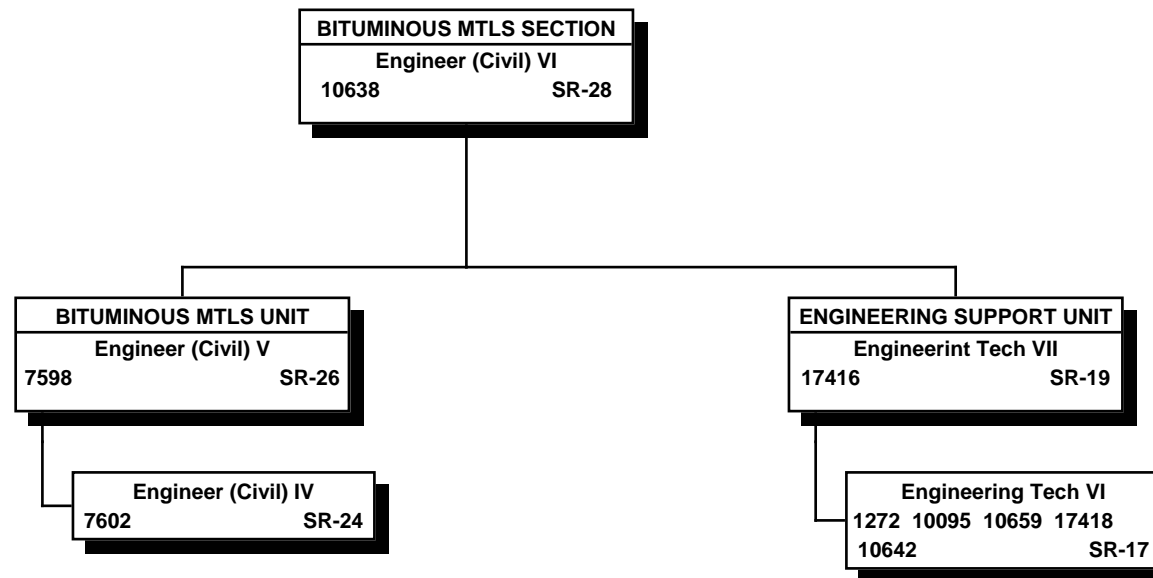 BITUMINOUS MTLS SECTION
Engineer (Civil) VI
10638 SR-28
BITUMINOUS MTLS UNIT
Engineer (Civil) V
7598 SR-26
Engineer (Civil) IV
7602 SR-24
ENGINEERING SUPPORT UNIT
Engineerint Tech VII
17416 SR-19
Engineering Tech VI
1272 10095 10659 17418
10642 SR-17